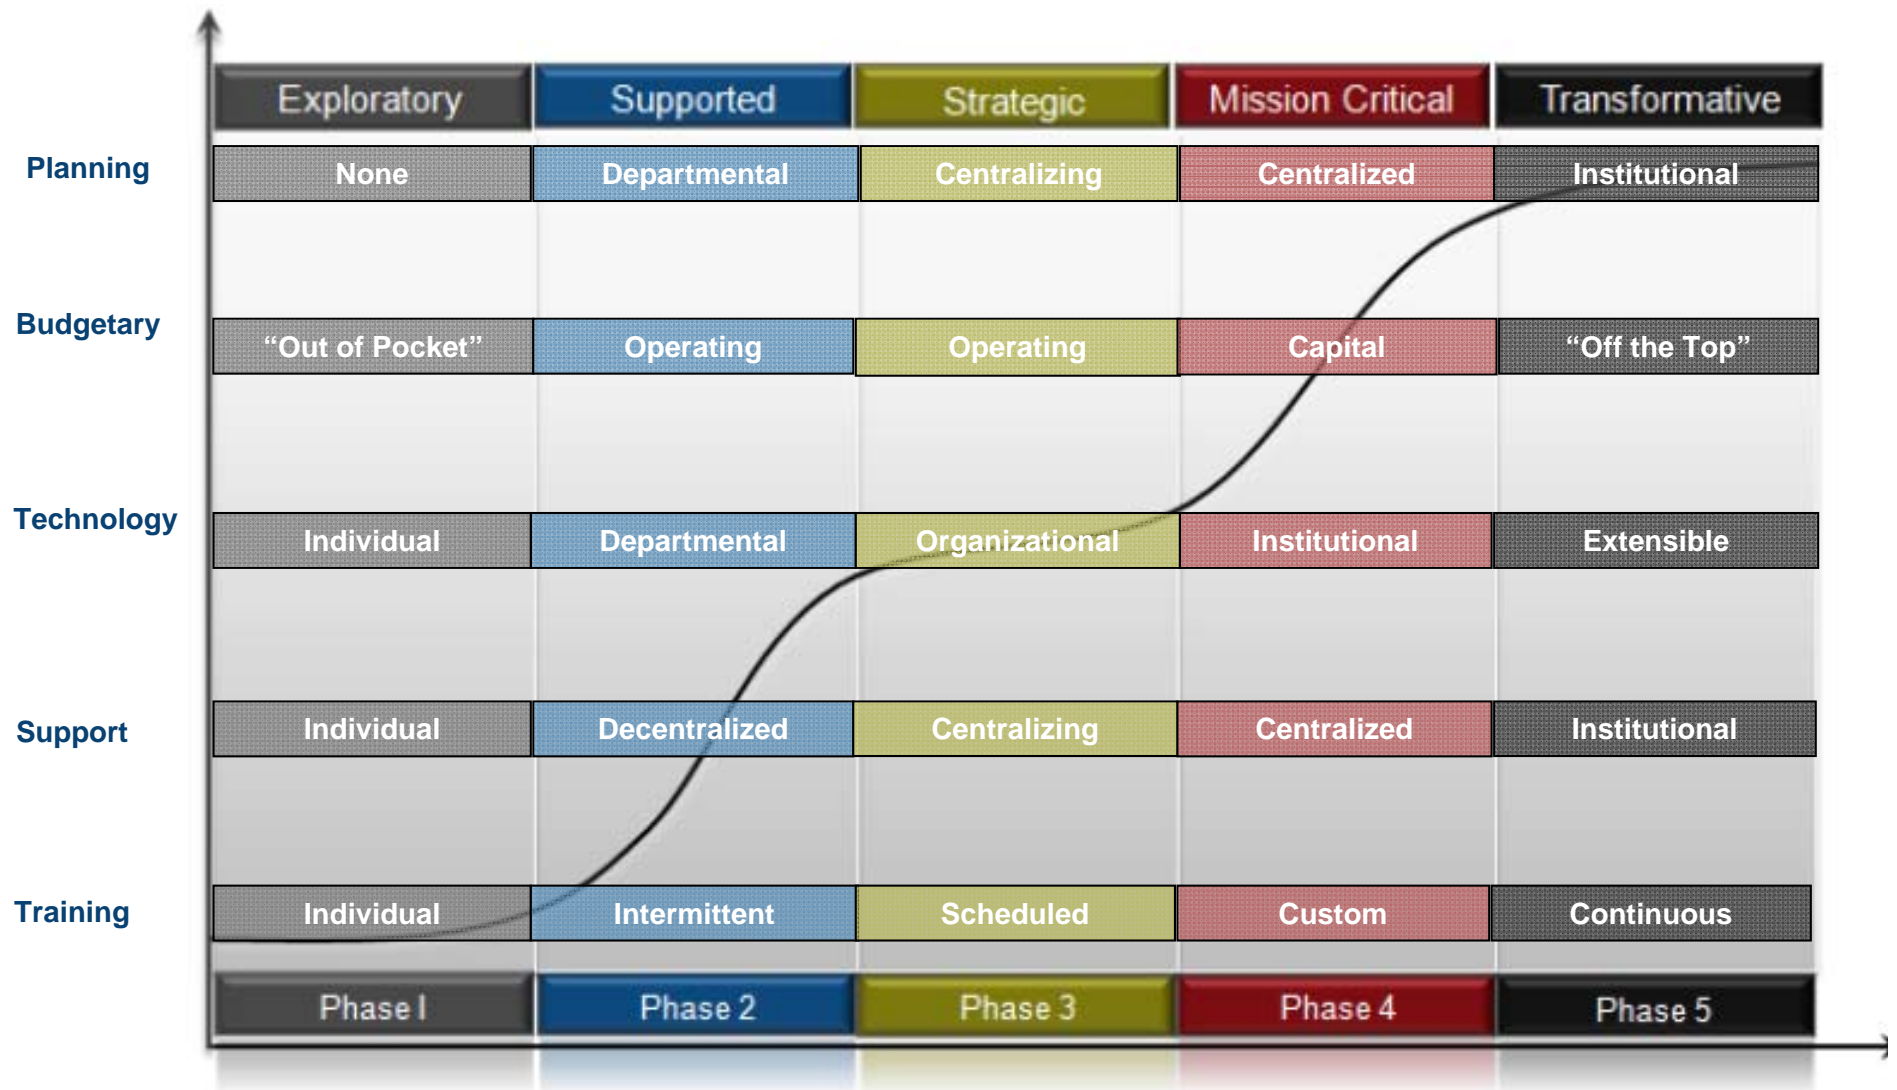 Exploratory Supported Strategic Mission Critical Transformative
Planning None Departmental Centralizing Centralized Institutional
Budgetary “Out of Pocket” Operating Operating Capital “Off the Top”
Technology Individual Departmental Organizational Institutional Extensible
Support Individual Decentralized Centralizing Centralized Institutional
Training Individual Intermittent Scheduled Custom Continuous
Phase I Phase 2 Phase 3 Phase 4 Phase 5